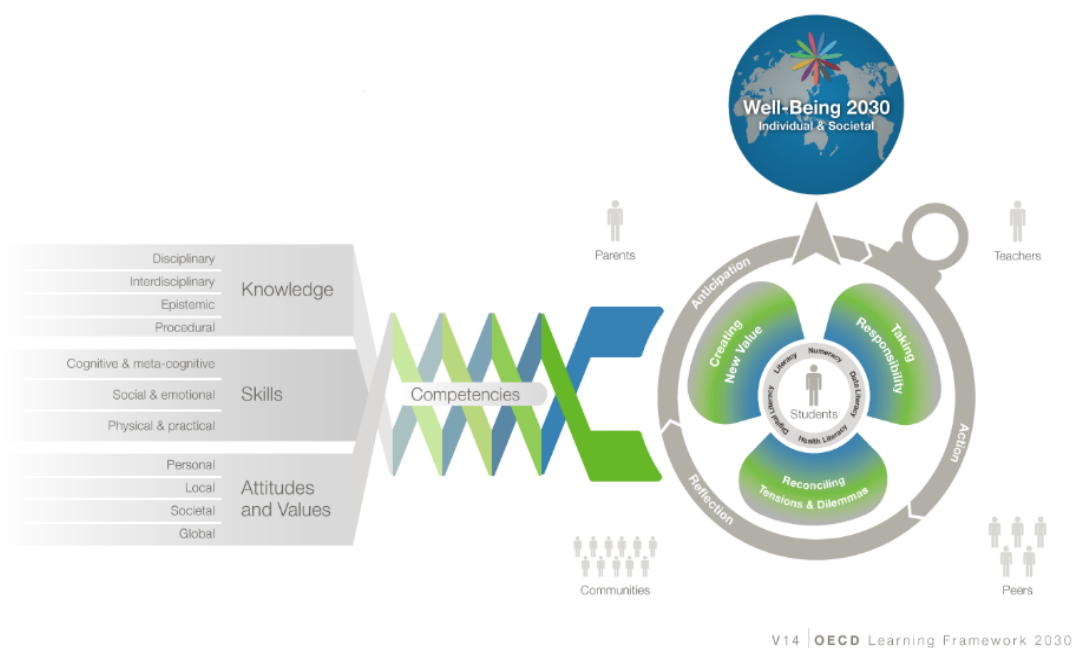 Well-Being 2030
Individual & Societal
Parents
Teachers
Disciplinary
Interdisciplinary
Epistemic
Procedural
Knowledge
Cognitive & meta-cognitive
Social & emotional
Physical & practical
Skills
Personal
Local
Societal
Global
Attitudes
and Values
Competencies
Anticipation
Action
Reflection
Creating
New Value
Taking
Responsibility
Reconciling
Tensions & Dilemmas
Literacy
Numeracy
Data Literacy
Health Literacy
Digital Literacy
Students
Communities
Peers
V14 | OECD Learning Framework 2030